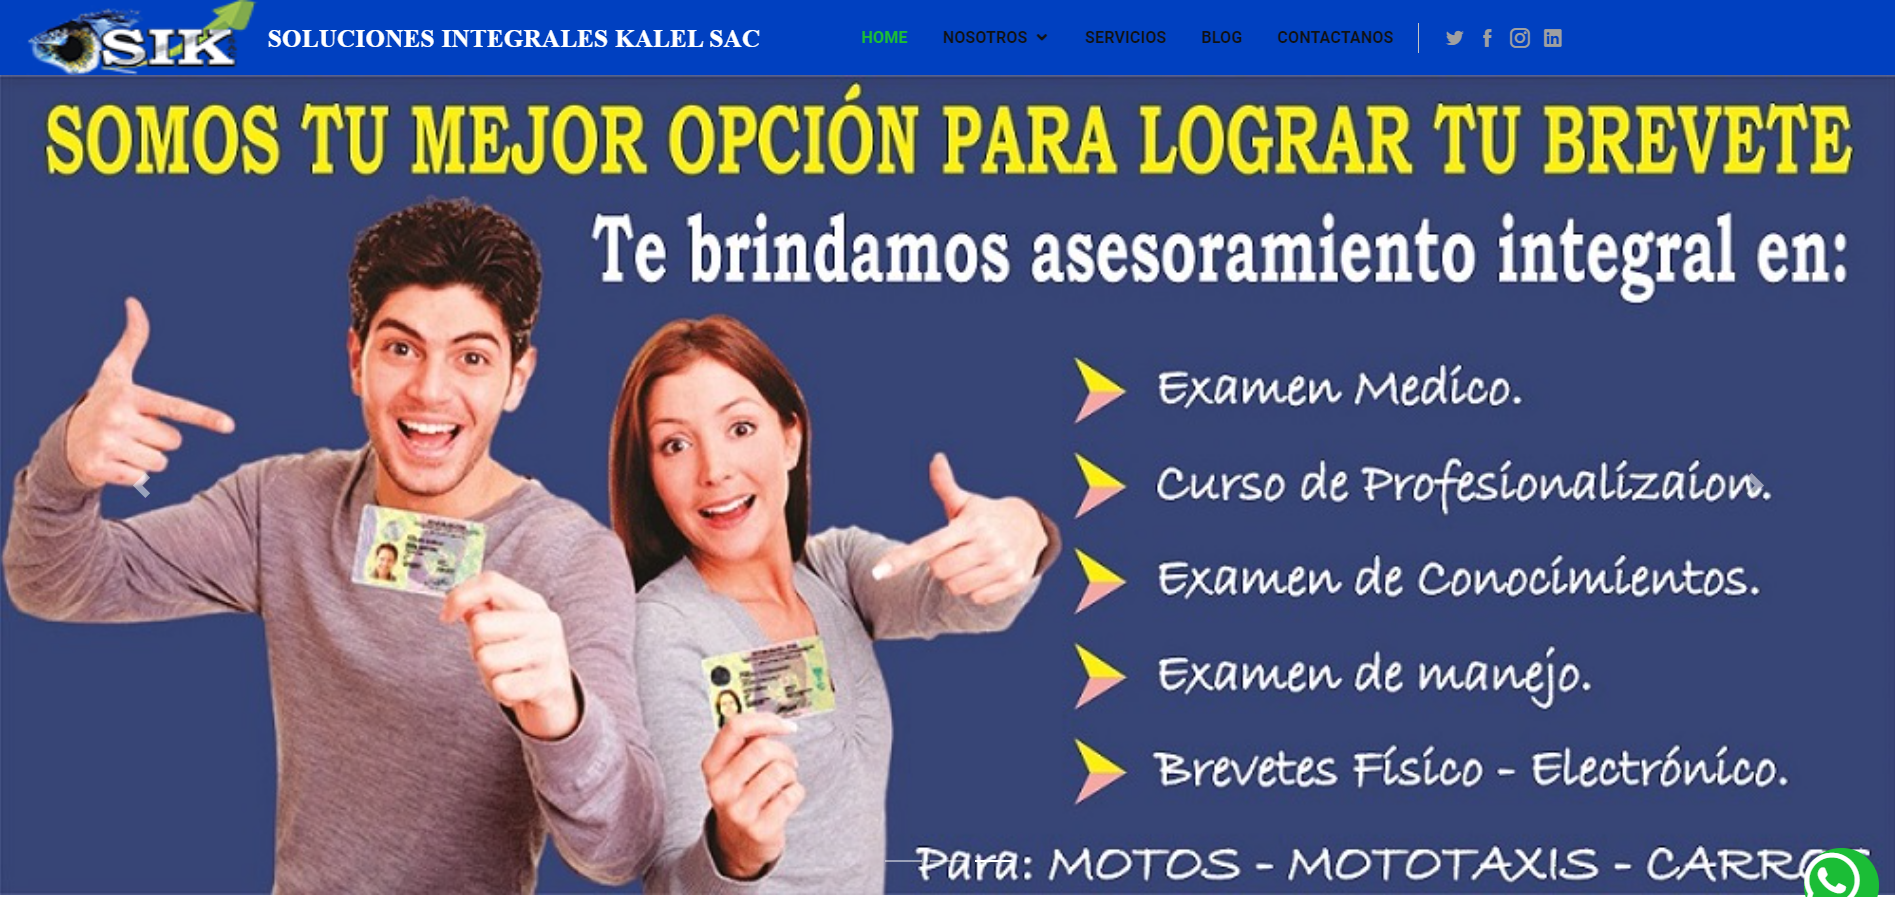 SIK SOLUCIONES INTEGRALES KALEL SAC HOME NOSOTROS SERVICIOS BLOG CONTACTANOS
SOMOS TU MEJOR OPCIÓN PARA LOGRAR TU BREVETE
Te brindamos asesoramiento integral en:
Examen Medíco.
Curso de Profesionalizaion.
Examen de Conocimientos.
Examen de manejo.
Brevetes Físico - Electrónico.
Para: MOTOS - MOTOTAXIS - CARROS